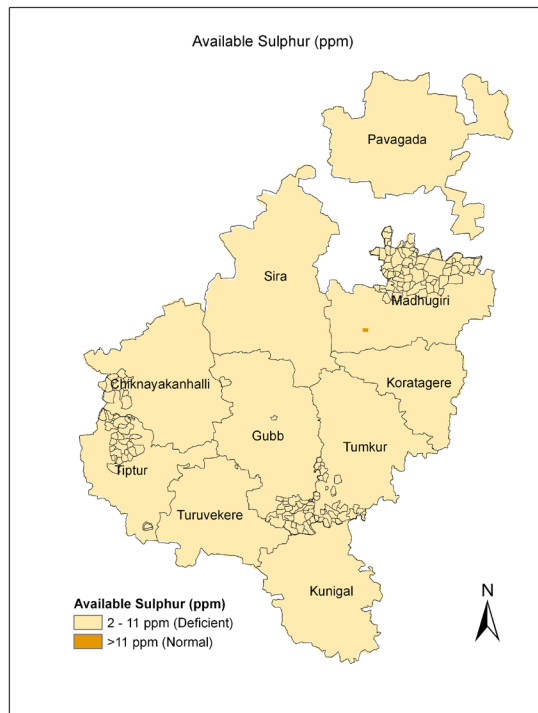 Available Sulphur (ppm)
Pavagada
Sira
Madhugiri
Chiknayakanhalli
Koratagere
Gubb
Tumkur
Tiptur
Turuvekere
Kunigal
N
Available Sulphur (ppm)
2 - 11 ppm (Deficient)
>11 ppm (Normal)